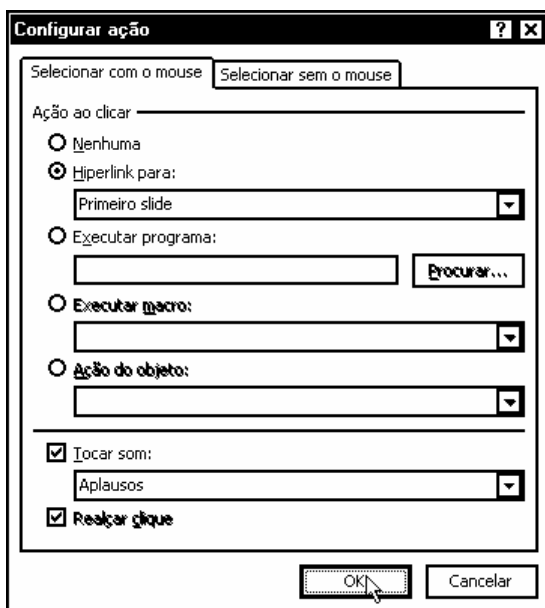 Configurar ação
Selecionar com o mouse Selecionar sem o mouse
Ação ao clicar
Nenhuma
Hiperlink para:
Primeiro slide
Executar programa:
Procurar...
Executar macro:
Ação do objeto:
Tocar som:
Aplausos
Realçar clique
OK Cancelar